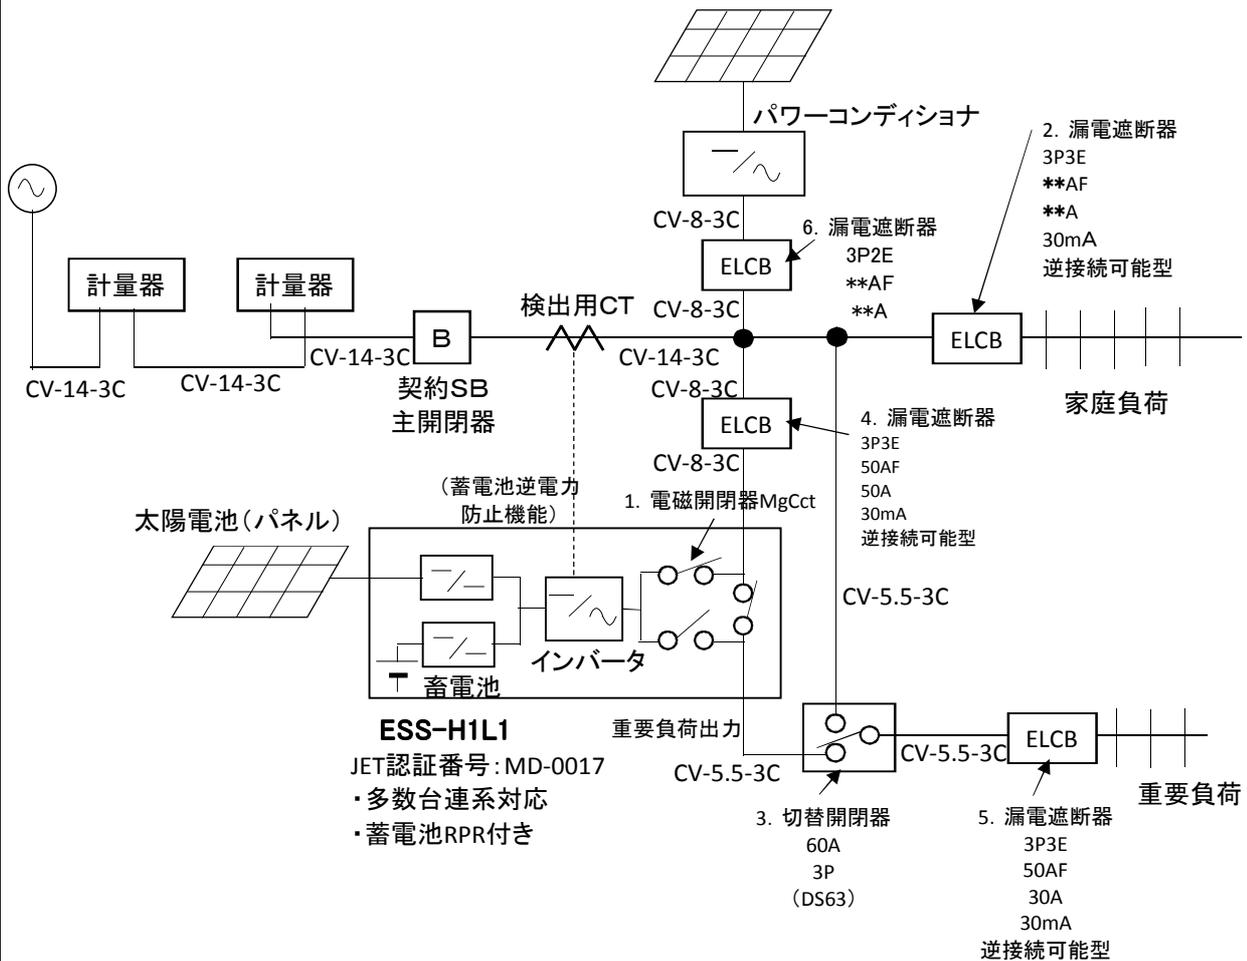 パワーコンディショナ
2. 漏電遮断器
3P3E
**AF
**A
30mA
逆接続可能型
CV-8-3C
6. 漏電遮断器
3P2E
**AF
**A
ELCB
計量器
計量器
検出用CT
CV-8-3C
B
ELCB
CV-14-3C
CV-14-3C
CV-14-3C
CV-14-3C
契約SB
主開閉器
CV-8-3C
家庭負荷
ELCB
4. 漏電遮断器
3P3E
50AF
50A
30mA
逆接続可能型
CV-8-3C
(蓄電池逆電力
防止機能)
1. 電磁開閉器MgCct
太陽電池(パネル)
CV-5.5-3C
インバータ
蓄電池
ESS-H1L1
JET認証番号:MD-0017
・多数台連系対応
・蓄電池RPR付き
重要負荷出力
CV-5.5-3C
CV-5.5-3C
ELCB
重要負荷
3. 切替開閉器
60A
3P
(DS63)
5. 漏電遮断器
3P3E
50AF
30A
30mA
逆接続可能型